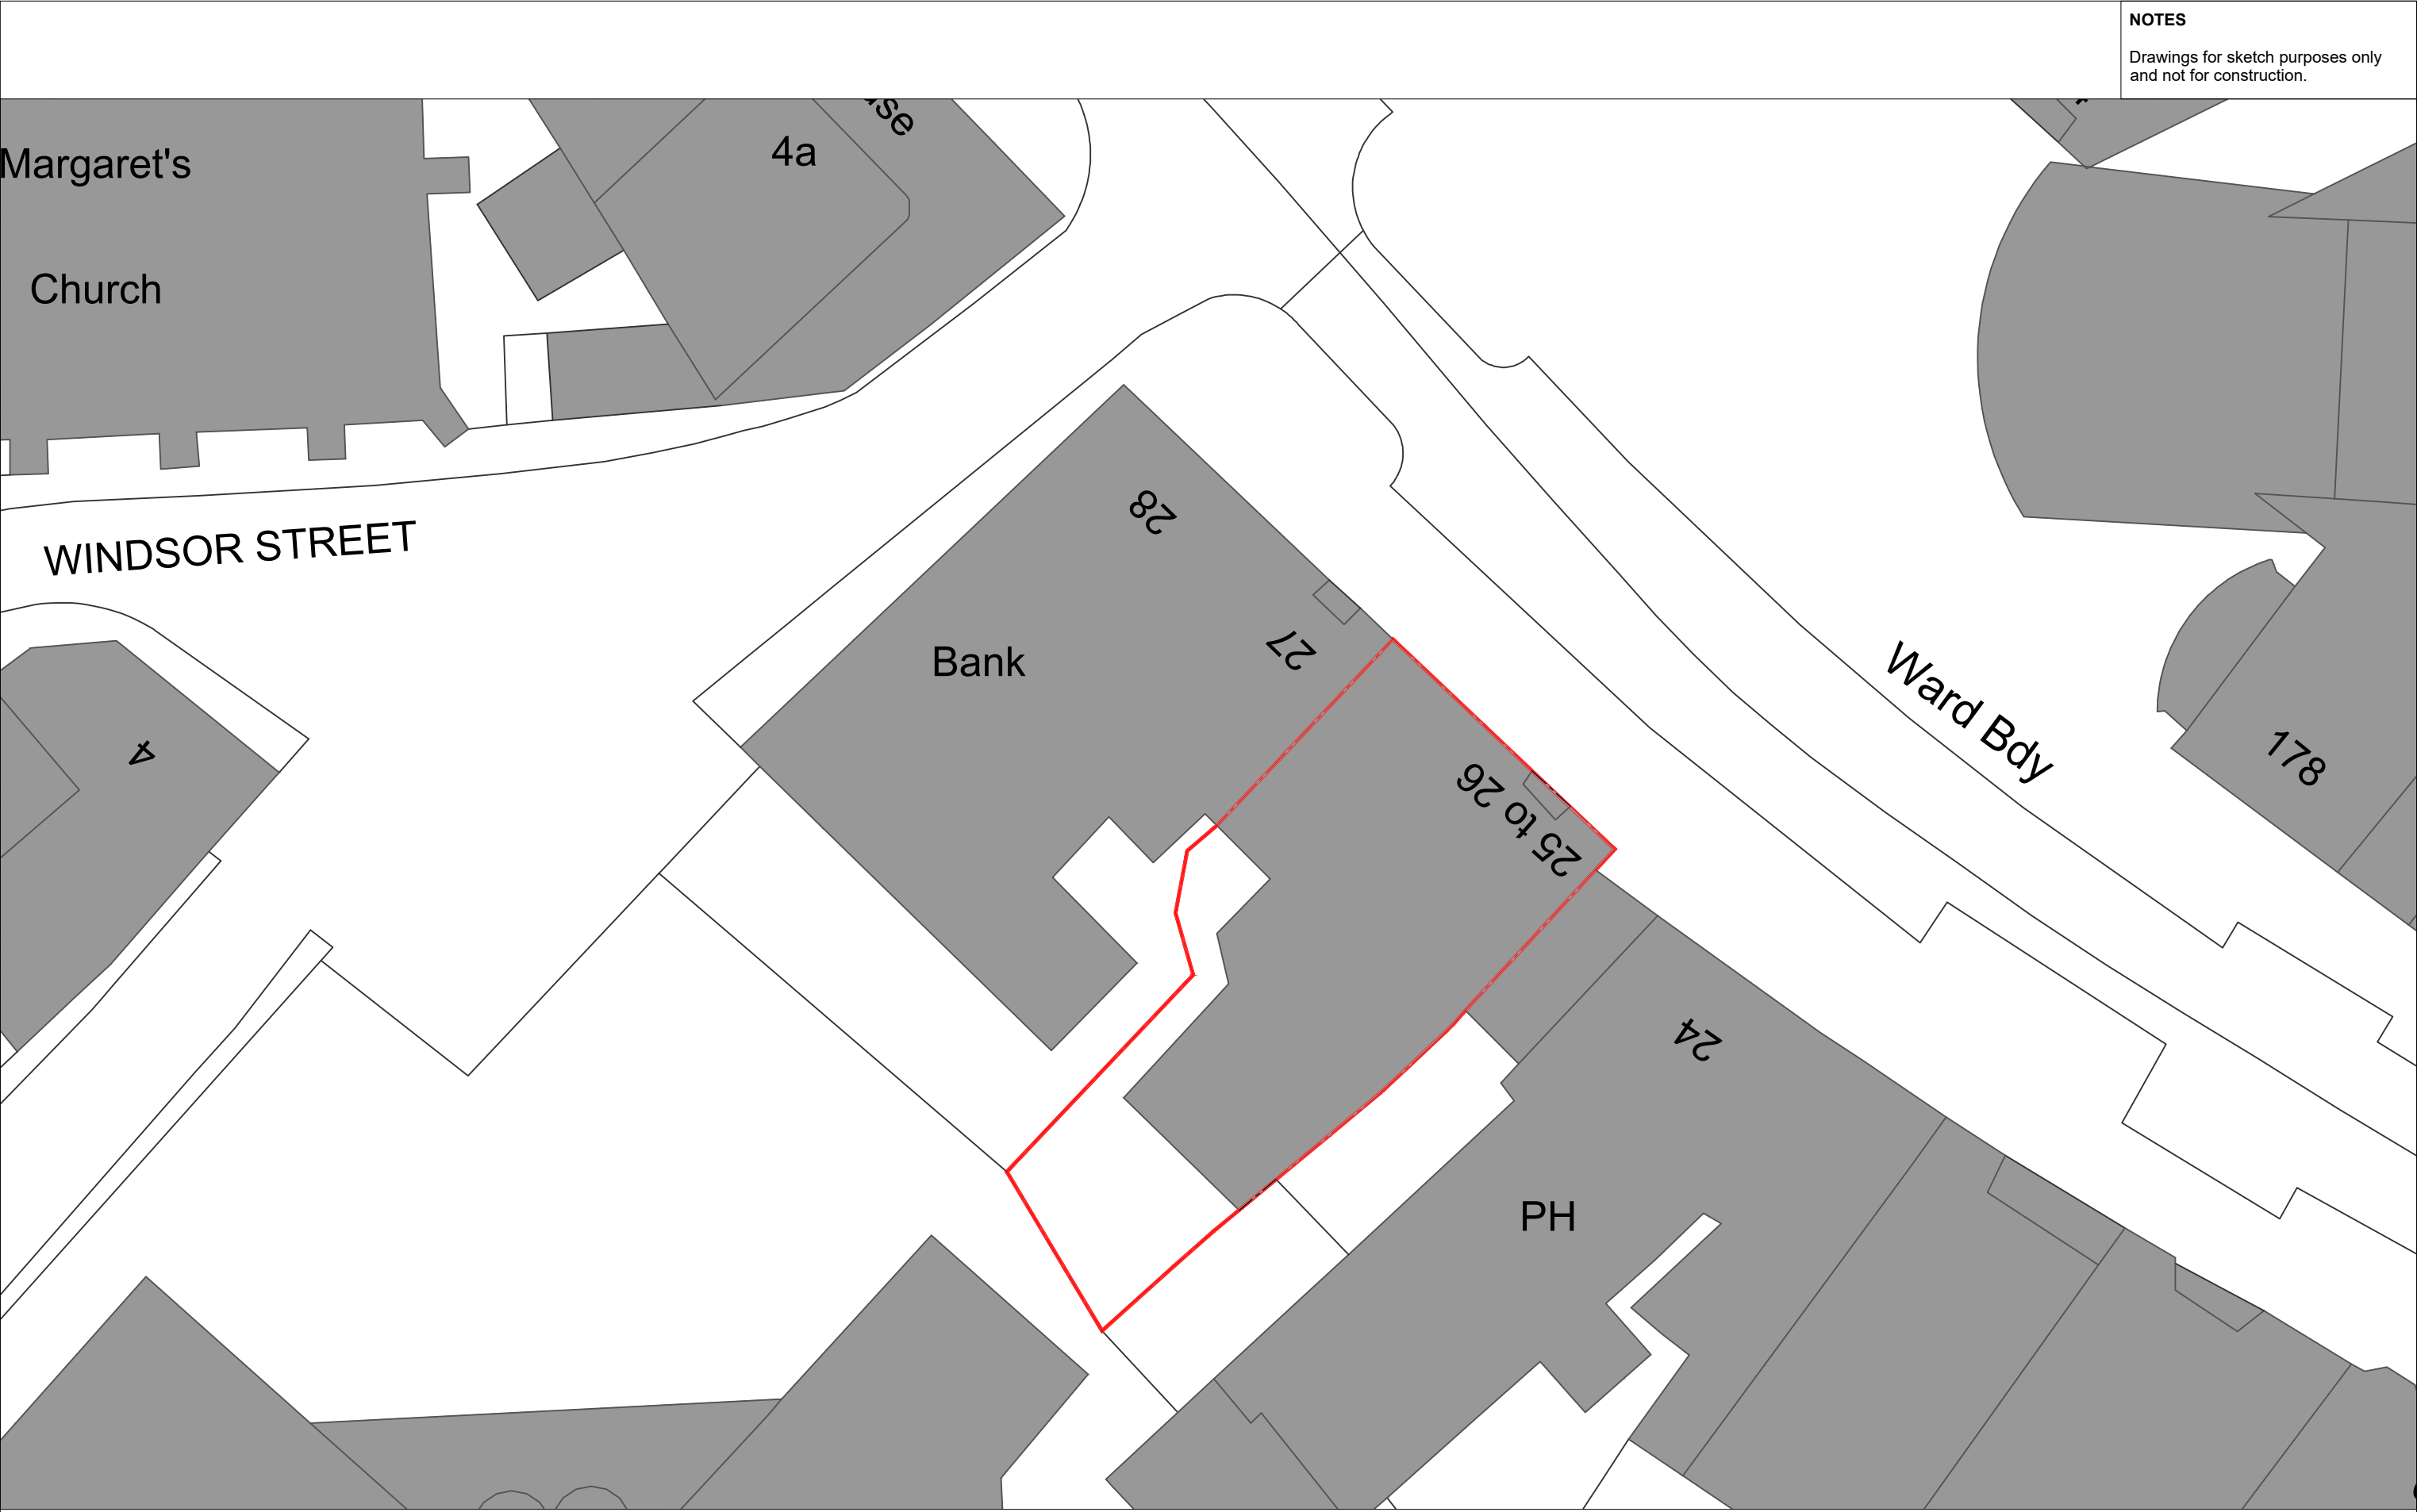 NOTES
Drawings for sketch purposes only
and not for construction.
Margaret's
Church
4a
WINDSOR STREET
28
27
Bank
Ward Bdy
4
25 to 26
178
24
PH